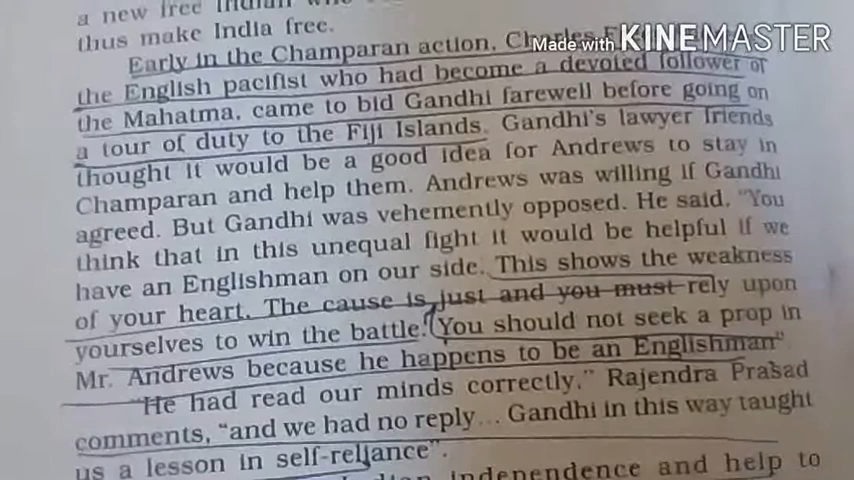 a new free Indian who
thus make India free.
Early in the Champaran action, Charles
Made with KINEMASTER
the English pacifist who had become a devoted follower of
the Mahatma, came to bid Gandhi farewell before going on
a tour of duty to the Fiji Islands. Gandhi's lawyer friends
thought it would be a good idea for Andrews to stay in
Champaran and help them. Andrews was willing if Gandhi
agreed. But Gandhi was vehemently opposed. He said, "You
think that in this unequal fight it would be helpful if we
have an Englishman on our side. This shows the weakness
of your heart. The cause is just and you must rely upon
yourselves to win the battle. You should not seek a prop in
Mr. Andrews because he happens to be an Englishman"
"He had read our minds correctly," Rajendra Prasad
comments, "and we had no reply... Gandhi in this way taught
us a lesson in self-reliance".
independence and help to